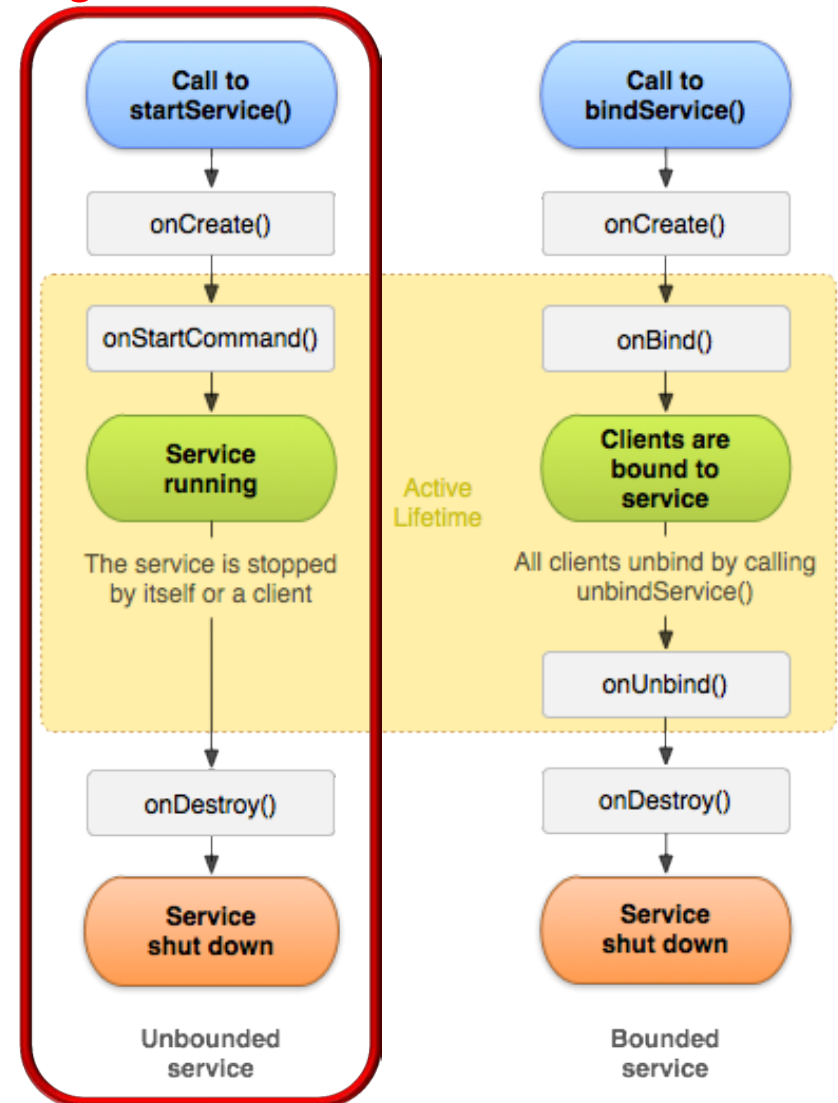 Call to
startService()
onCreate()
onStartCommand()
Service
running
The service is stopped
by itself or a client
onDestroy()
Service
shut down
Unbounded
service
Active
Lifetime
Call to
bindService()
onCreate()
onBind()
Clients are
bound to
service
All clients unbind by calling
unbindService()
onUnbind()
onDestroy()
Service
shut down
Bounded
service